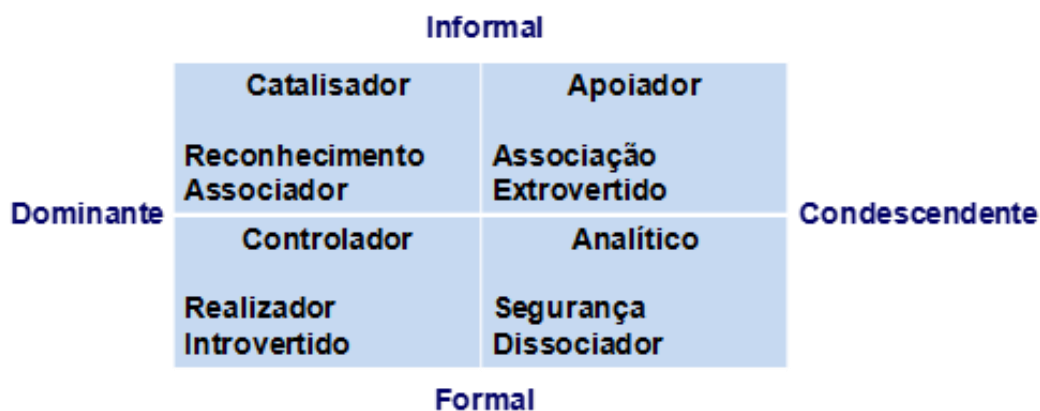 Informal
Catalisador
Reconhecimento
Associador
Apoiador
Associação
Extrovertido
Dominante
Condescendente
Controlador
Realizador
Introvertido
Analítico
Segurança
Dissociador
Formal